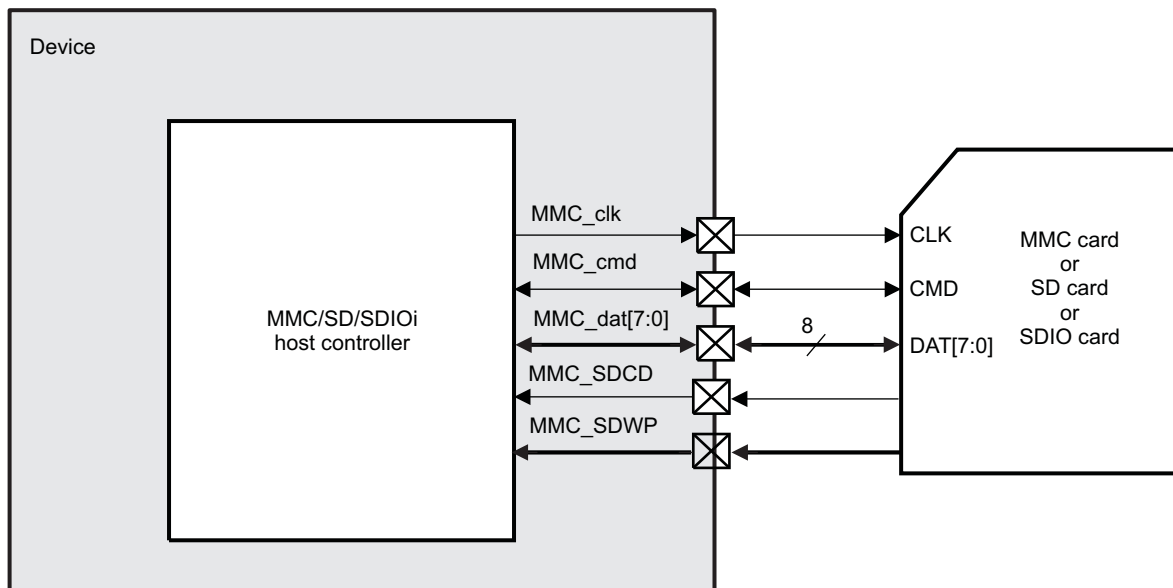 Device
MMC/SD/SDIOi
host controller
MMC_clk
MMC_cmd
MMC_dat[7:0]
MMC_SDCD
MMC_SDWP
8
CLK
CMD
DAT[7:0]
MMC card
or
SD card
or
SDIO card